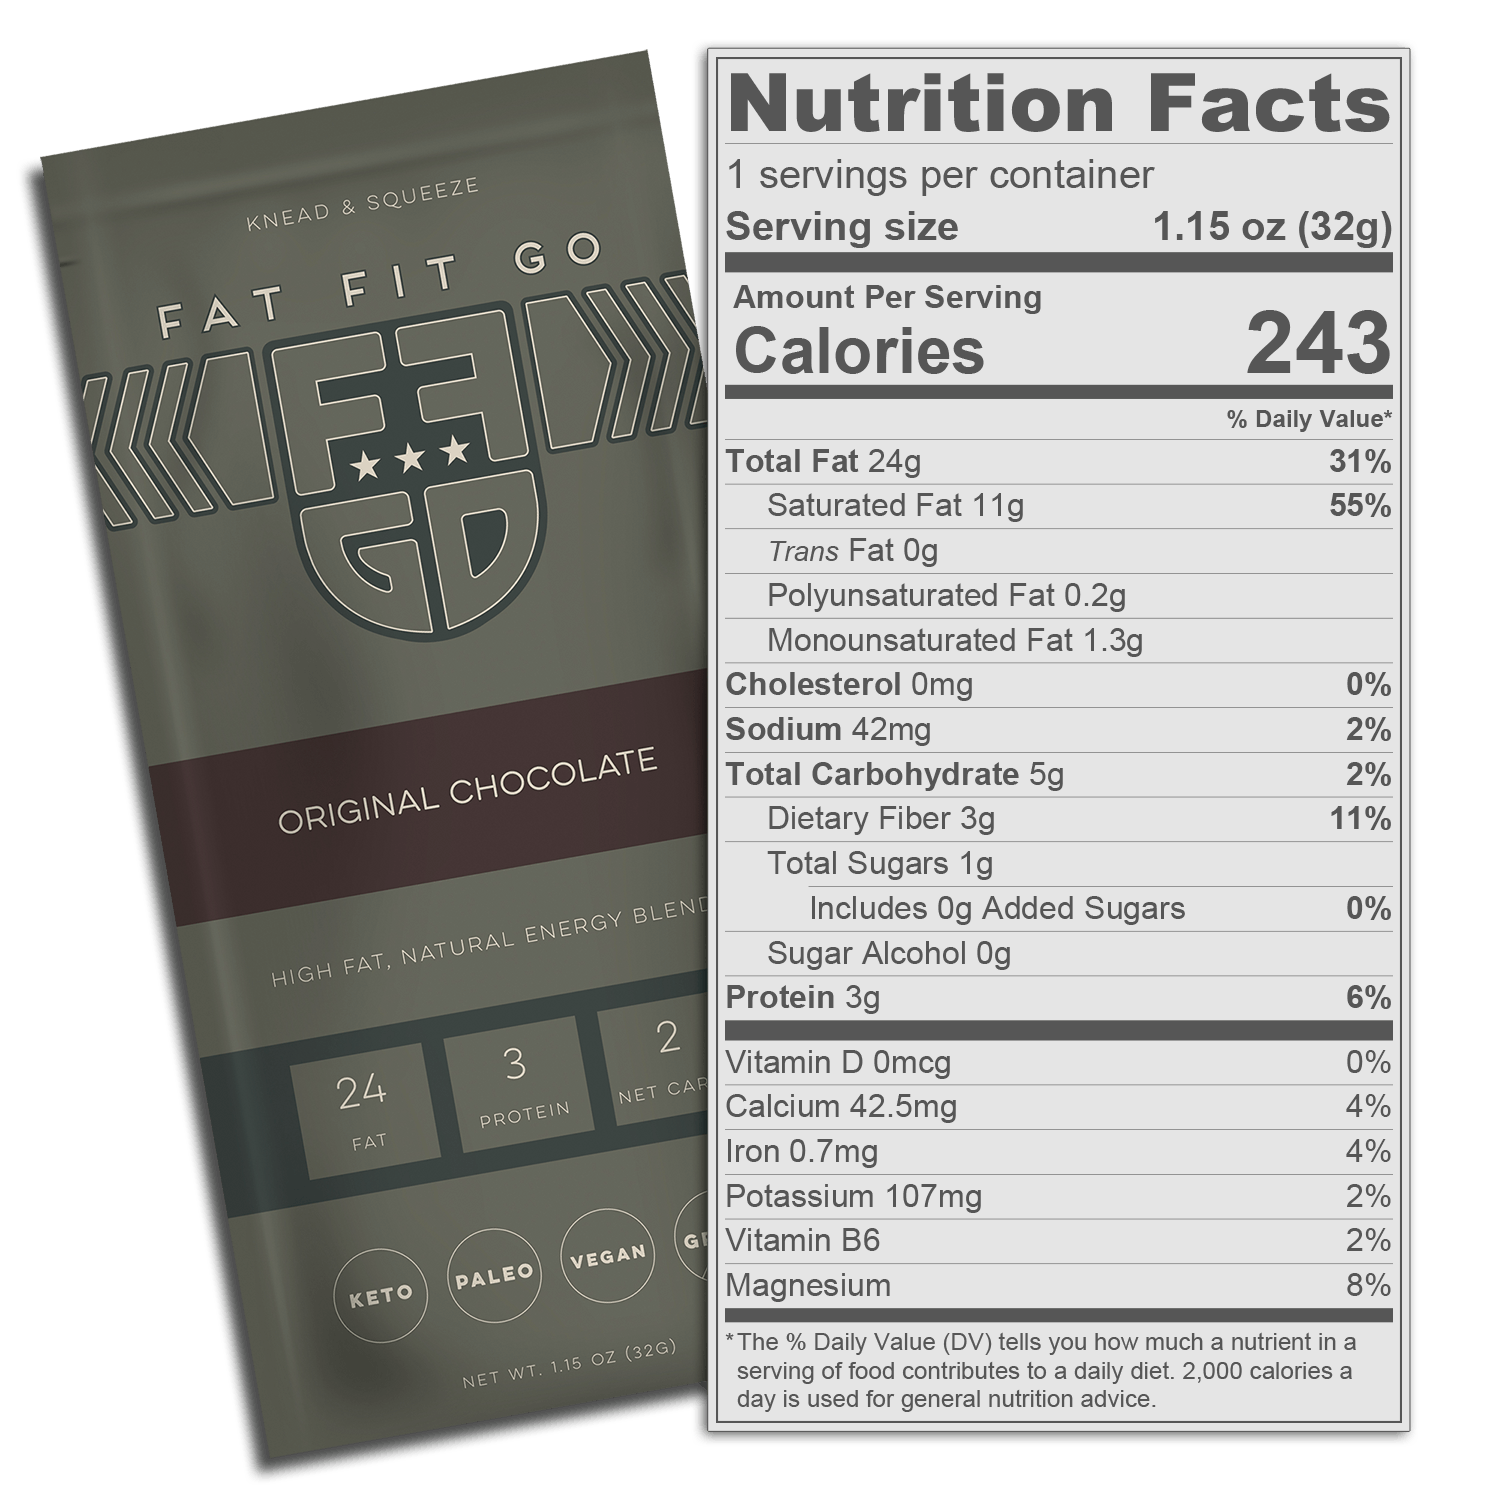 KNEAD & SQUEEZE
FAT FIT GO
FF
GO
ORIGINAL CHOCOLATE
HIGH FAT, NATURAL ENERGY BLEND
24
FAT
3
PROTEIN
2
NET
KETO
PALEO
VEGAN
NET WT. 1.15 OZ (32G)
Nutrition Facts
1 servings per container
Serving size 1.15 oz (32g)
Amount Per Serving
Calories 243
% Daily Value*
Total Fat 24g 31%
Saturated Fat 11g 55%
Trans Fat 0g
Polyunsaturated Fat 0.2g
Monounsaturated Fat 1.3g
Cholesterol 0mg 0%
Sodium 42mg 2%
Total Carbohydrate 5g 2%
Dietary Fiber 3g 11%
Total Sugars 1g
Includes 0g Added Sugars 0%
Sugar Alcohol 0g
Protein 3g 6%
Vitamin D 0mcg 0%
Calcium 42.5mg 4%
Iron 0.7mg 4%
Potassium 107mg 2%
Vitamin B6 2%
Magnesium 8%
*The % Daily Value (DV) tells you how much a nutrient in a
serving of food contributes to a daily diet. 2,000 calories a
day is used for general nutrition advice.